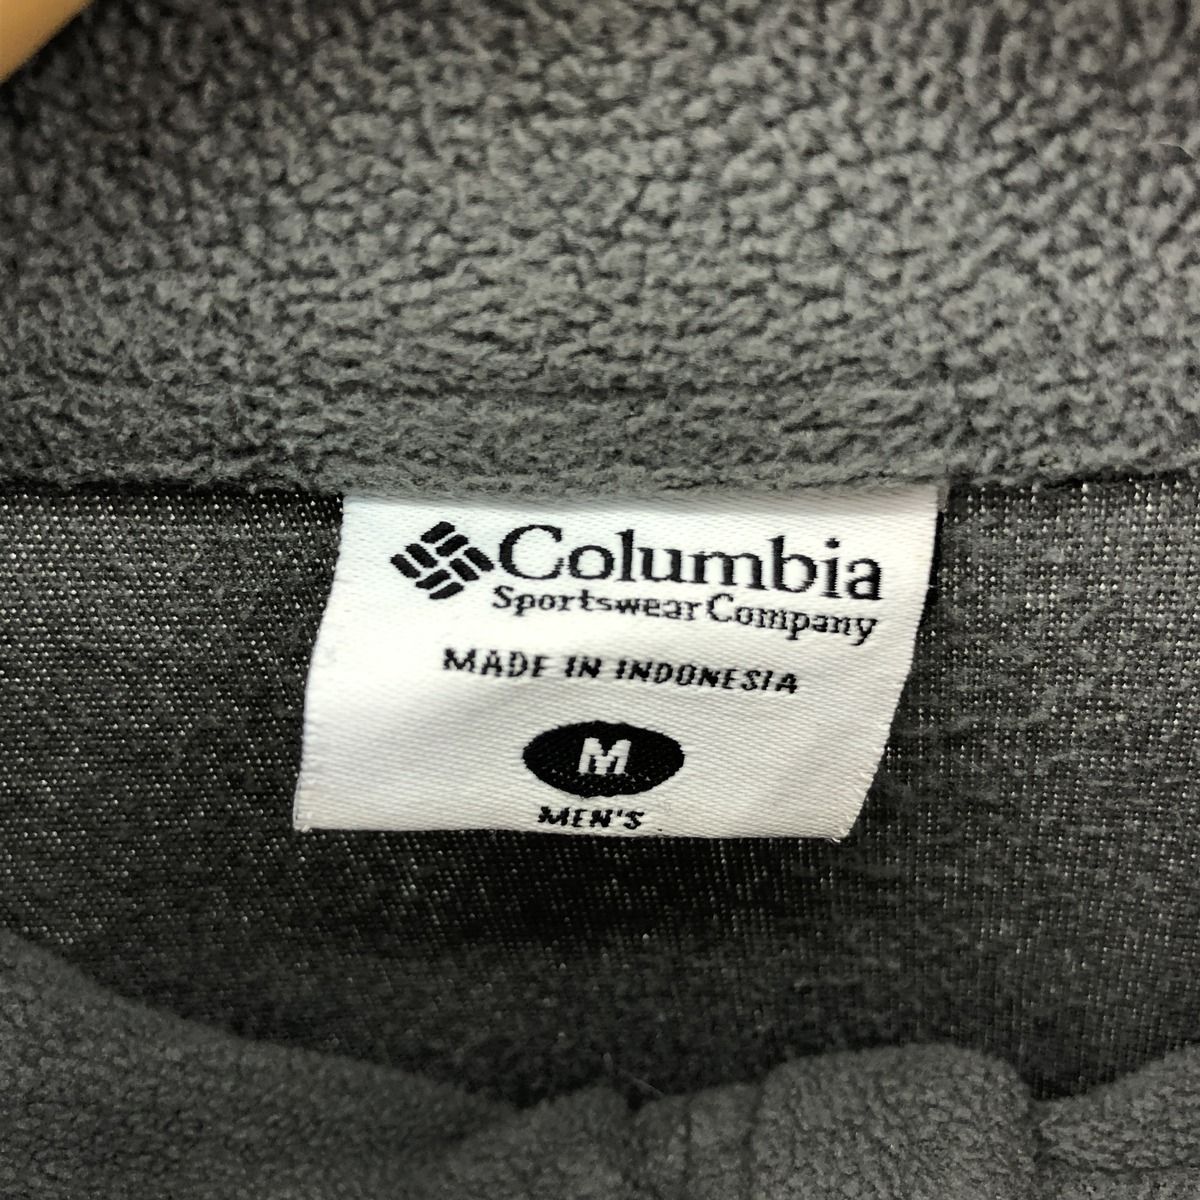 Columbia
Sportswear Company
MADE IN INDONESIA
M
MEN'S